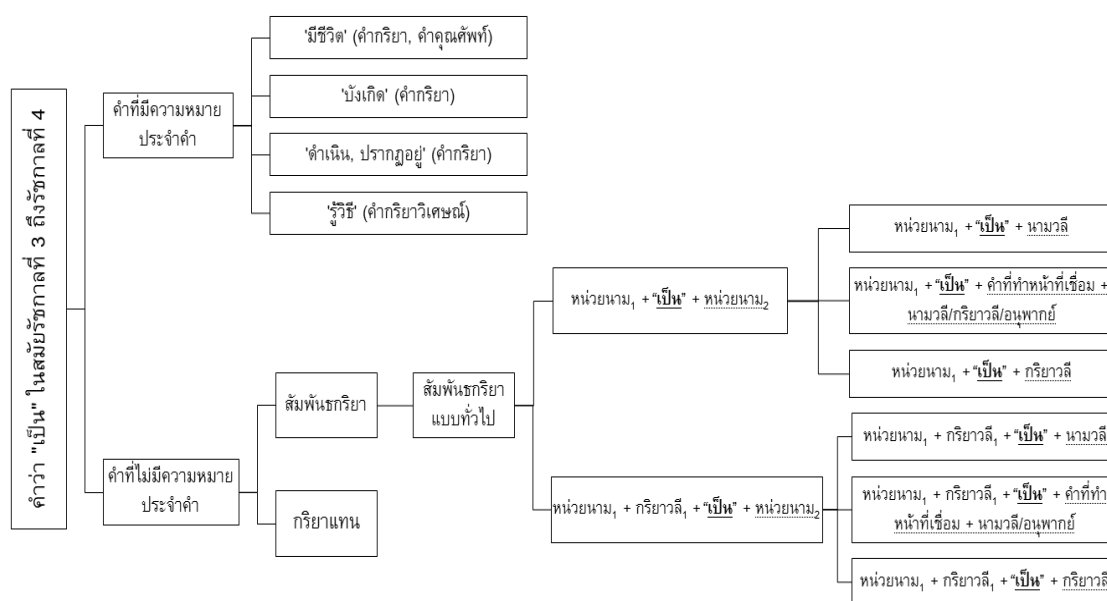 คำว่า "เป็น" ในสมัยรัชกาลที่ 3 ถึงรัชกาลที่ 4
คำที่มีความหมาย
ประจำคำ
'มีชีวิต' (คำกริยา, คำคุณศัพท์)
'บังเกิด' (คำกริยา)
'ดำเนิน, ปรากฏอยู่' (คำกริยา)
'รู้วิธี' (คำกริยาวิเศษณ์)
คำที่ไม่มีความหมาย
ประจำคำ
สัมพันธกริยา
กริยาแทน
สัมพันธกริยา
แบบทั่วไป
หน่วยนาม₁ +"เป็น" + หน่วยนาม₂
หน่วยนาม₁ +"เป็น" + นามวลี
หน่วยนาม₁ +"เป็น" + คำที่ทำหน้าที่เชื่อม +
นามวลี/กริยาวลี/อนุพากย์
หน่วยนาม₁ +"เป็น" + กริยาวลี
หน่วยนาม₁ + กริยาวลี₁ +"เป็น" + หน่วยนาม₂
หน่วยนาม₁ + กริยาวลี₁ +"เป็น" + นามวลี
หน่วยนาม₁ + กริยาวลี₁ +"เป็น" + คำที่ทำ
หน้าที่เชื่อม + นามวลี/อนุพากย์
หน่วยนาม₁ + กริยาวลี₁ +"เป็น" + กริยาวลี